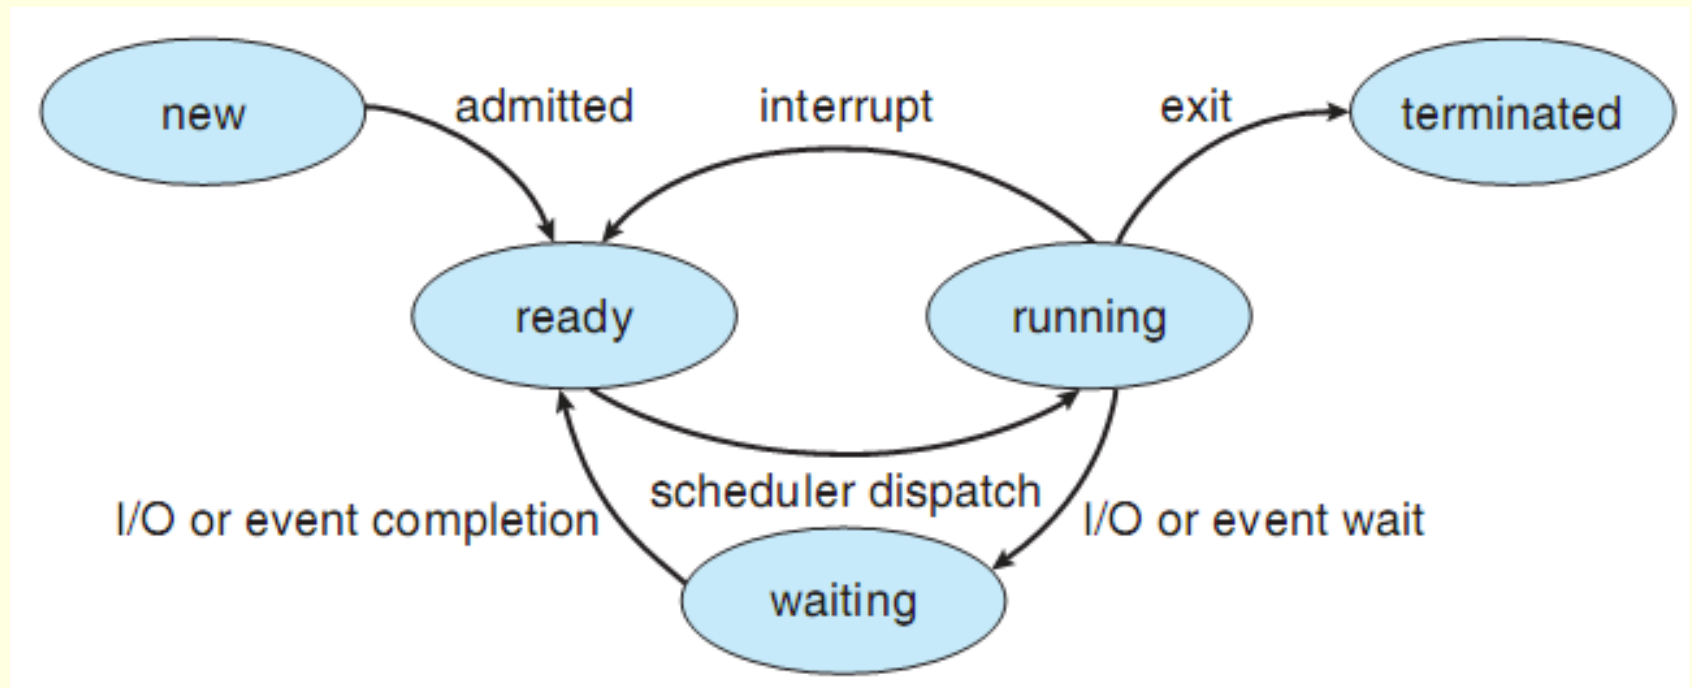 new
admitted
interrupt
exit
terminated
ready
running
scheduler dispatch
I/O or event completion
I/O or event wait
waiting